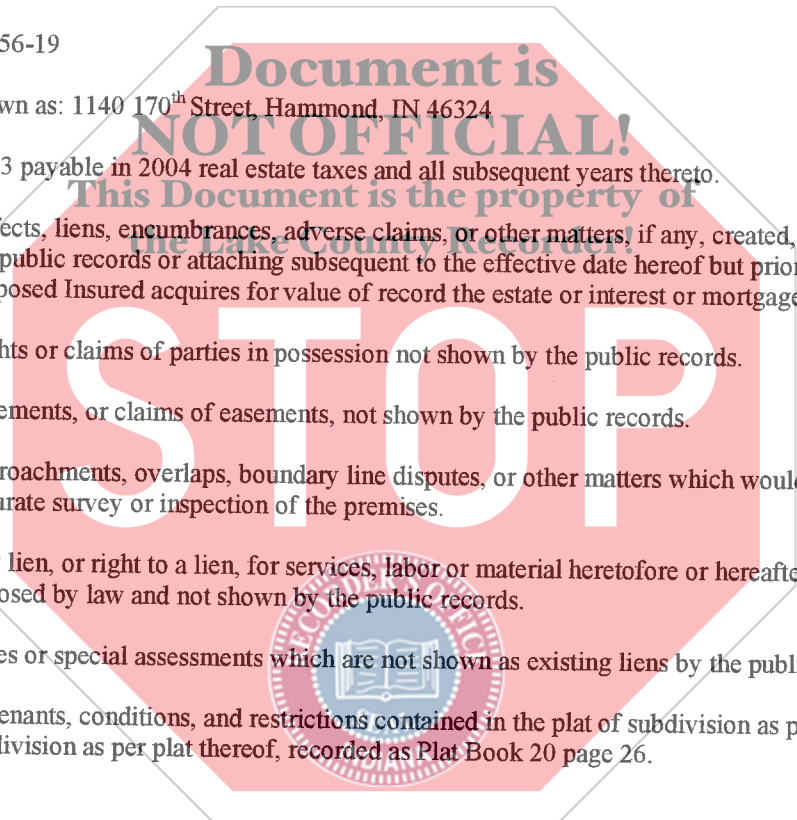 56-19
Document is
wn as: 1140 170th Street, Hammond, IN 46324
NOT OFFICIAL!
3 payable in 2004 real estate taxes and all subsequent years thereto.
This Document is the property of
fects, liens, encumbrances, adverse claims, or other matters, if any, created,
the Lake County Recorder!
public records or attaching subsequent to the effective date hereof but prior
posed Insured acquires for value of record the estate or interest or mortgage
STOP
hts or claims of parties in possession not shown by the public records.
ements, or claims of easements, not shown by the public records.
roachments, overlaps, boundary line disputes, or other matters which would
urate survey or inspection of the premises.
lien, or right to a lien, for services, labor or material heretofore or hereafte
osed by law and not shown by the public records.
es or special assessments which are not shown as existing liens by the publi
enants, conditions, and restrictions contained in the plat of subdivision as p
division as per plat thereof, recorded as Plat Book 20 page 26.